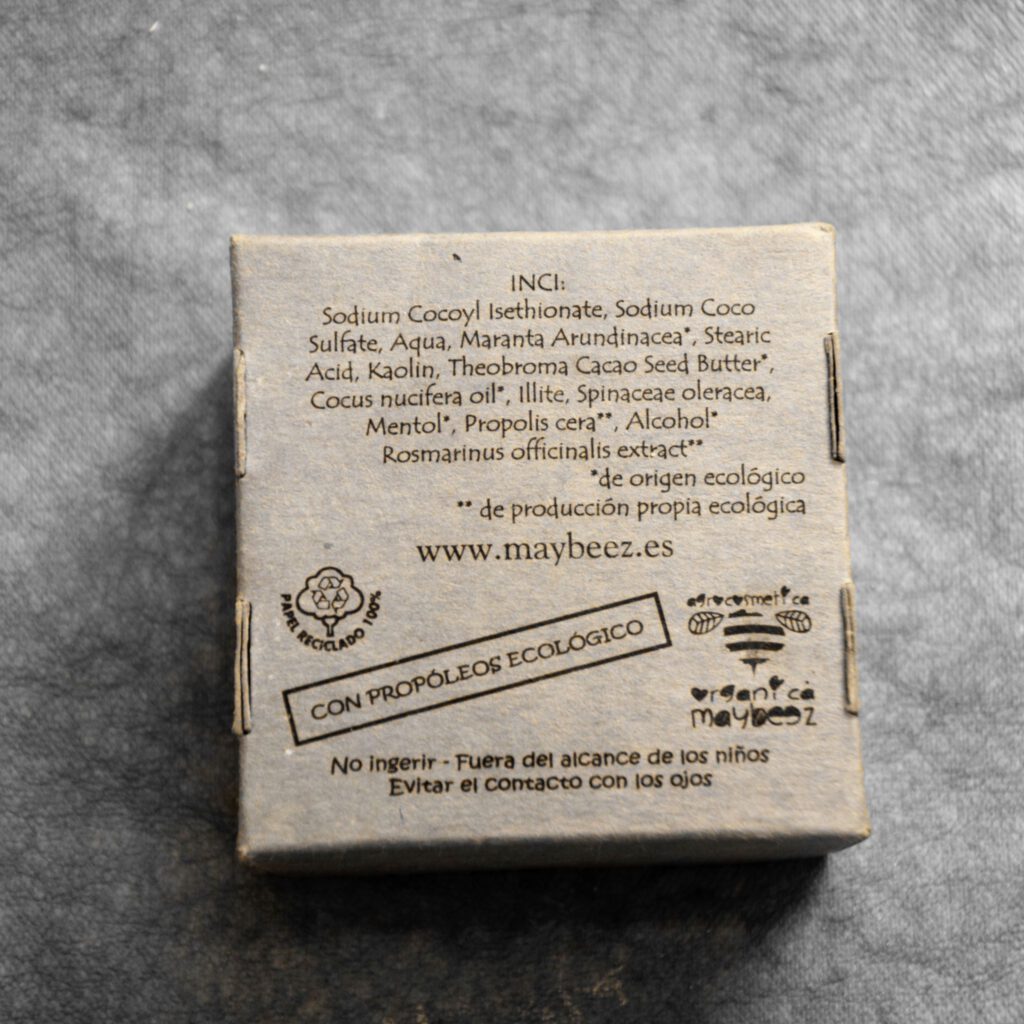 INCI:
Sodium Cocoyl Isethionate, Sodium Coco
Sulfate, Aqua, Maranta Arundinacea*, Stearic
Acid, Kaolin, Theobroma Cacao Seed Butter*,
Cocus nucifera oil*, Illite, Spinaceae oleracea,
Mentol*, Propolis cera**, Alcohol*
Rosmarinus officinalis extract**
*de origen ecológico
** de producción propia ecológica
www.maybeez.es
PAPEL RECICLADO 100%
CON PROPÓLEOS ECOLÓGICO
agrocosmetica
organica
maybeez
No ingerir - Fuera del alcance de los niños
Evitar el contacto con los ojos